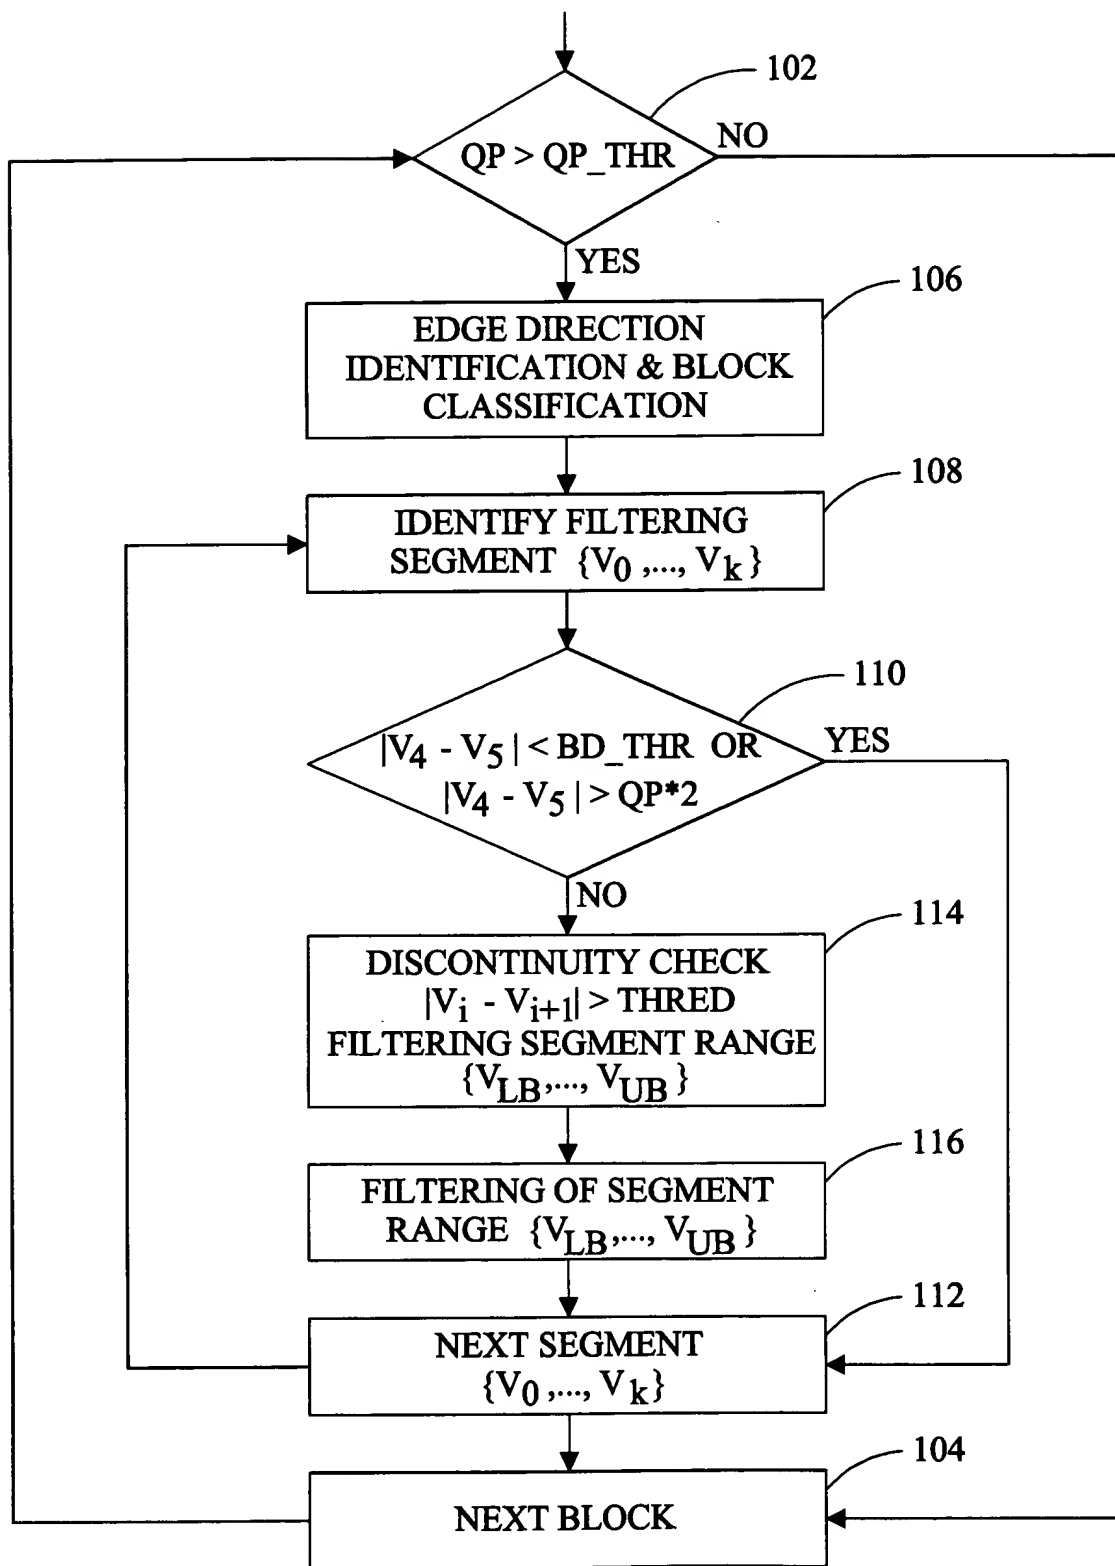 102
QP > QP_THR
NO
YES
106
EDGE DIRECTION
IDENTIFICATION & BLOCK
CLASSIFICATION
108
IDENTIFY FILTERING
SEGMENT {V0 ,..., Vk}
110
|V4 - V5 | < BD_THR OR
|V4 - V5 | > QP*2
YES
NO
114
DISCONTINUITY CHECK
|Vi - Vi+1| > THRED
FILTERING SEGMENT RANGE
{VLB,..., VUB }
116
FILTERING OF SEGMENT
RANGE {VLB,..., VUB }
112
NEXT SEGMENT
{V0 ,..., Vk}
104
NEXT BLOCK